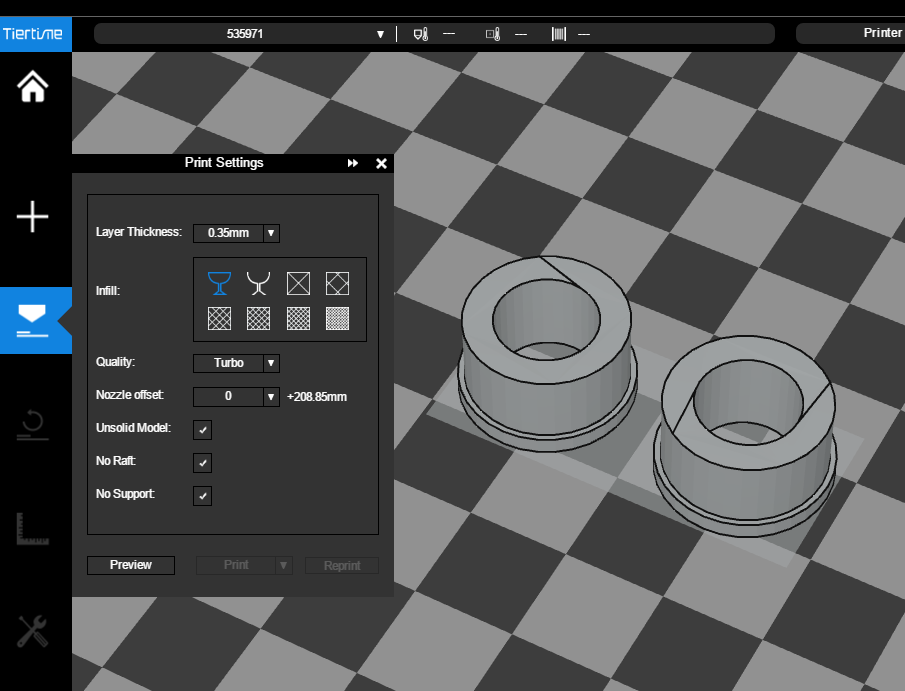 Tiertime
535971 --- --- --- Printer
Print Settings
Layer Thickness: 0.35mm
Infill:
Quality: Turbo
Nozzle offset: 0 +208.85mm
Unsolid Model:
No Raft:
No Support:
Preview Print Reprint